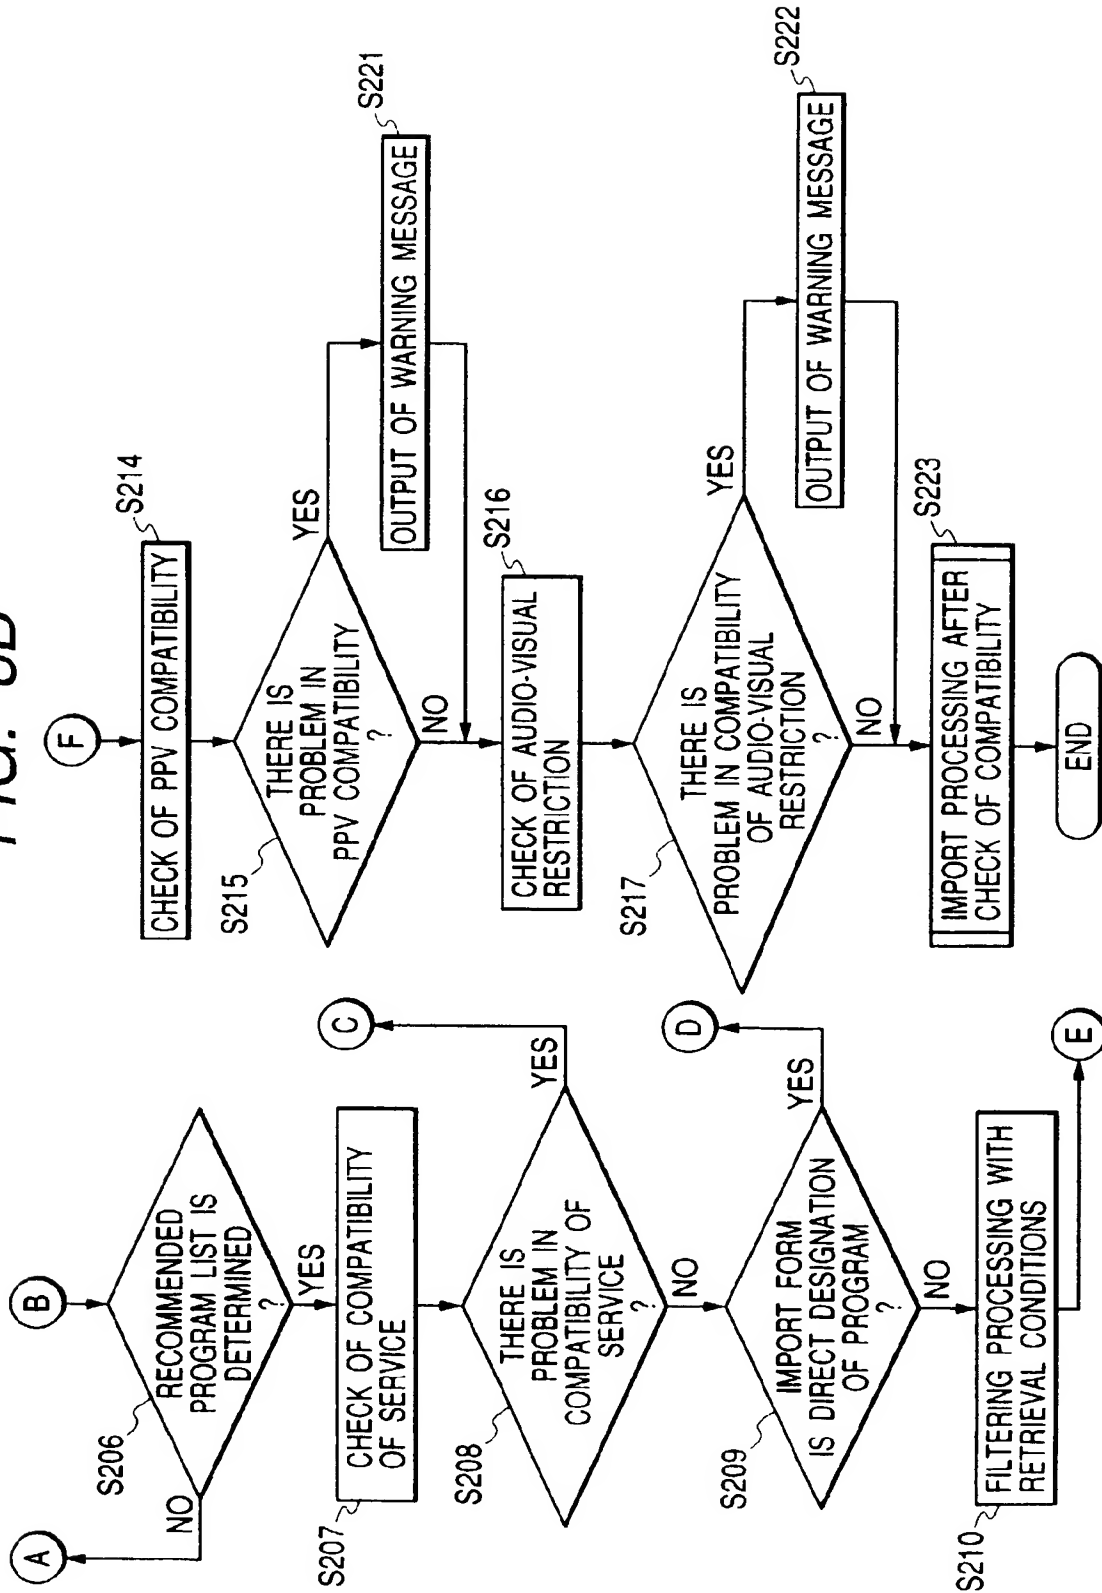 FIG.
B
RECOMMENDED
PROGRAM LIST IS
DETERMINED
?
S206
NO
A
YES
CHECK OF COMPATIBILITY
OF SERVICE
S207
THERE IS
PROBLEM IN
COMPATIBILITY OF
SERVICE
?
S208
YES
C
NO
IMPORT FORM
IS DIRECT DESIGNATION
OF PROGRAM
?
S209
YES
D
NO
FILTERING PROCESSING WITH
RETRIEVAL CONDITIONS
S210
E
F
S214
CHECK OF PPV COMPATIBILITY
S215
THERE IS
PROBLEM IN
PPV COMPATIBILITY
?
YES
S221
OUTPUT OF WARNING MESSAGE
NO
S216
CHECK OF AUDIO-VISUAL
RESTRICTION
S217
THERE IS
PROBLEM IN COMPATIBILITY
OF AUDIO-VISUAL
RESTRICTION
?
YES
S222
OUTPUT OF WARNING MESSAGE
NO
S223
IMPORT PROCESSING AFTER
CHECK OF COMPATIBILITY
END